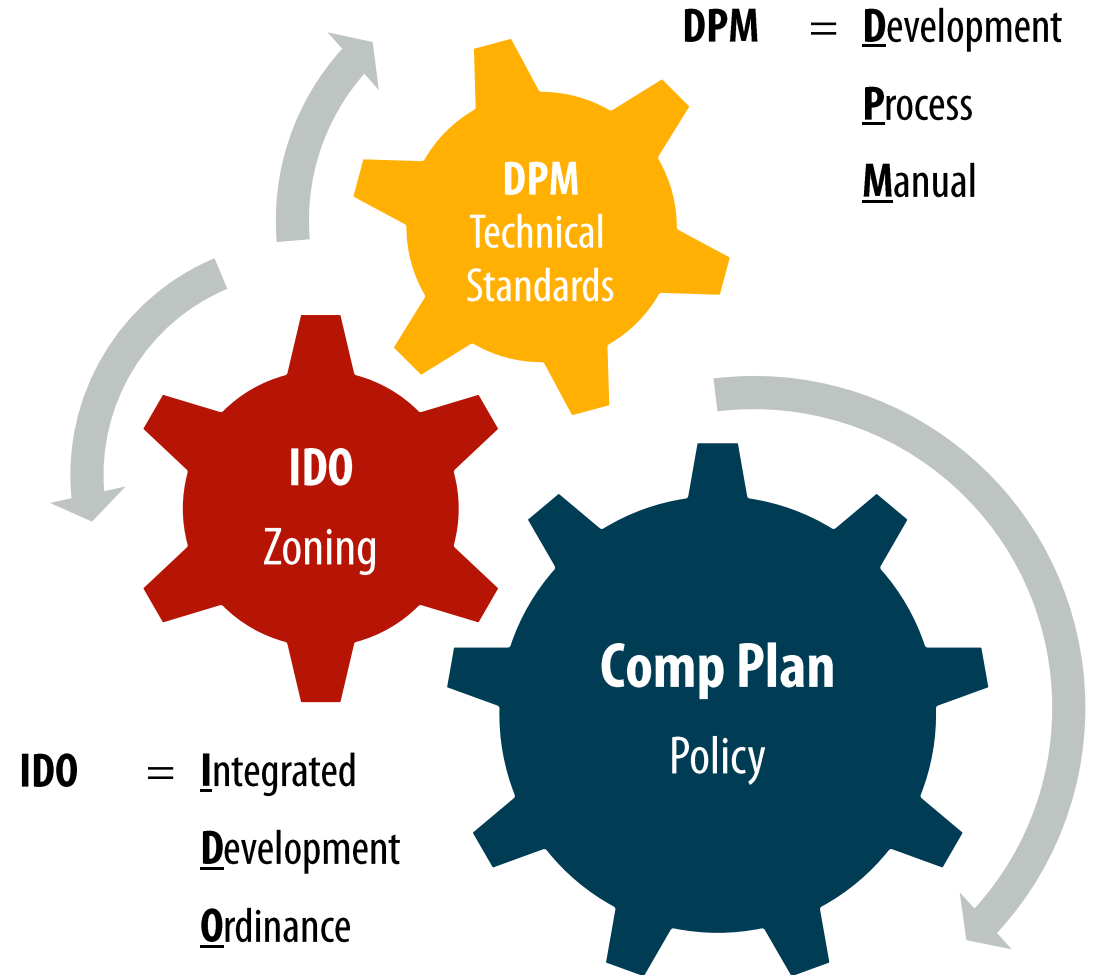 DPM = Development
Process
Manual
DPM
Technical
Standards
IDO
Zoning
Comp Plan
Policy
IDO = Integrated
Development
Ordinance